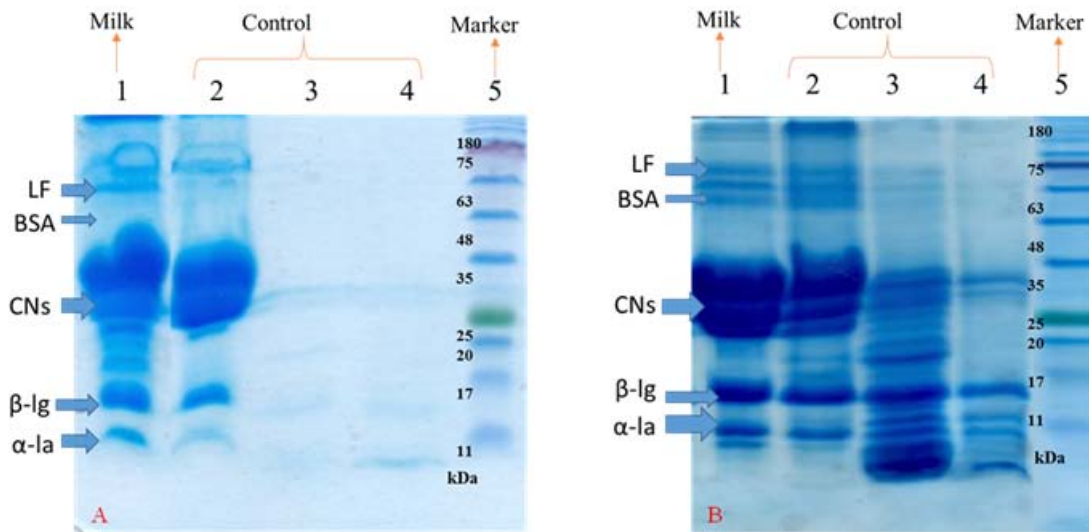 Milk Control Marker
1 2 3 4 5
LF
BSA
CNs
β-lg
α-la
180
75
63
48
35
25
20
17
11
kDa
A
Milk Control Marker
1 2 3 4 5
LF
BSA
CNs
β-lg
α-la
180
75
63
48
35
25
20
17
11
kDa
B